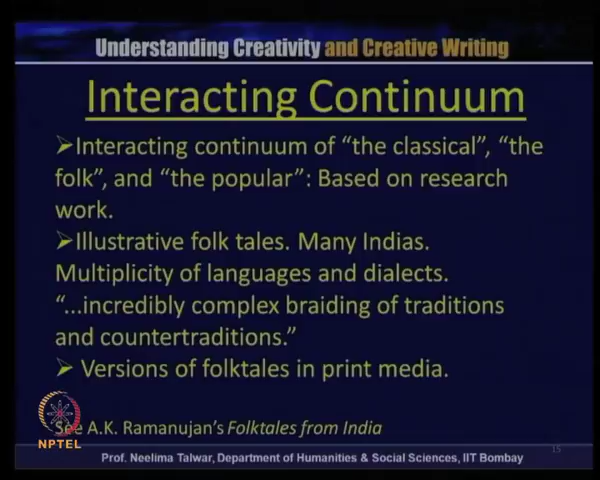 Understanding Creativity and Creative Writing
Interacting Continuum
➢Interacting continuum of “the classical”, “the
folk”, and “the popular”: Based on research
work.
➢Illustrative folk tales. Many Indias.
Multiplicity of languages and dialects.
“...incredibly complex braiding of traditions
and countertraditions.”
➢ Versions of folktales in print media.
See A.K. Ramanujan’s Folktales from India
NPTEL
15
Prof. Neelima Talwar, Department of Humanities & Social Sciences, IIT Bombay